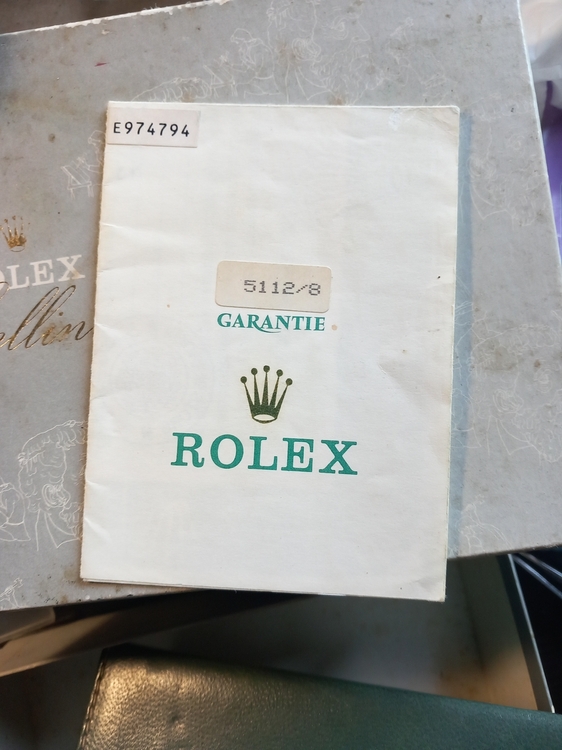 E974794
5112/8
GARANTIE
ROLEX
OLEX
ellin